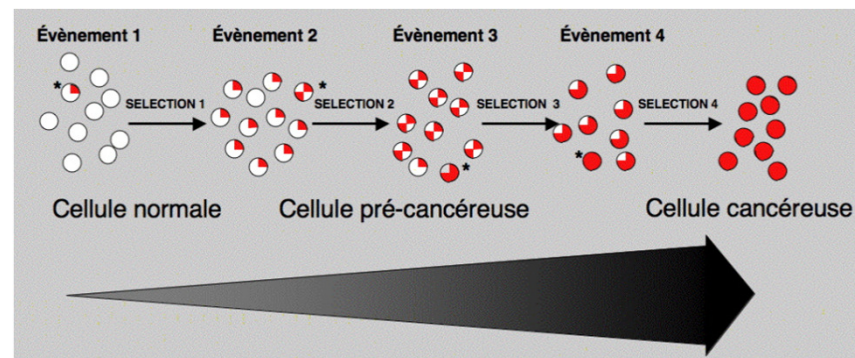 Évènement 1 Évènement 2 Évènement 3 Évènement 4
* * * *
SELECTION 1 SELECTION 2 SELECTION 3 SELECTION 4
Cellule normale Cellule pré-cancéreuse Cellule cancéreuse